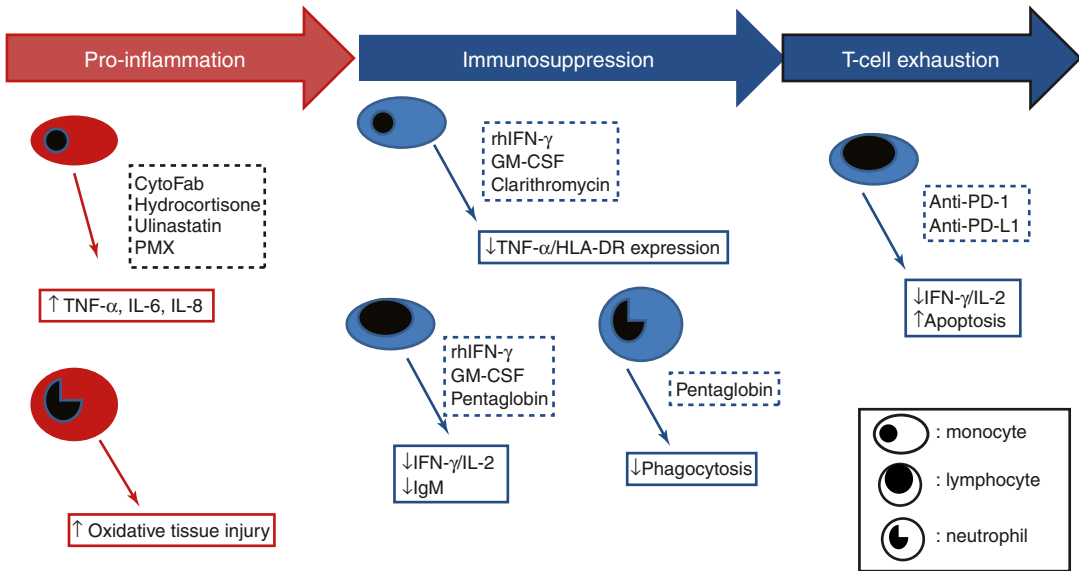 Pro-inflammation
Immunosuppression
T-cell exhaustion
CytoFab
Hydrocortisone
Ulinastatin
PMX
↑ TNF-α, IL-6, IL-8
↑ Oxidative tissue injury
rhIFN-γ
GM-CSF
Clarithromycin
↓TNF-α/HLA-DR expression
rhIFN-γ
GM-CSF
Pentaglobin
↓IFN-γ/IL-2
↓IgM
Pentaglobin
↓Phagocytosis
Anti-PD-1
Anti-PD-L1
↓IFN-γ/IL-2
↑Apoptosis
: monocyte
: lymphocyte
: neutrophil